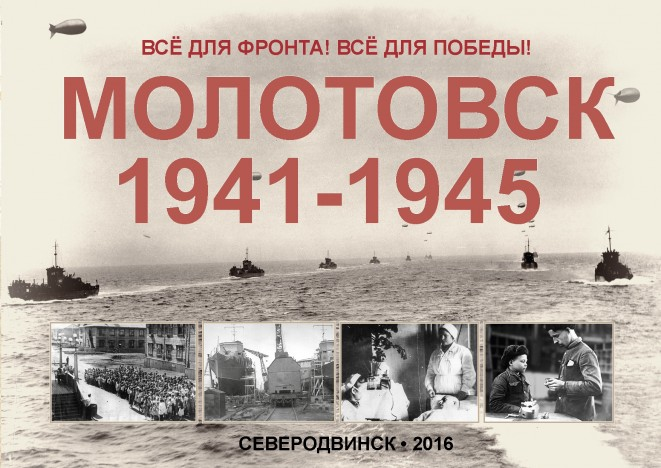 ВСЁ ДЛЯ ФРОНТА! ВСЁ ДЛЯ ПОБЕДЫ!
МОЛОТОВСК
1941-1945
СЕВЕРОДВИНСК • 2016